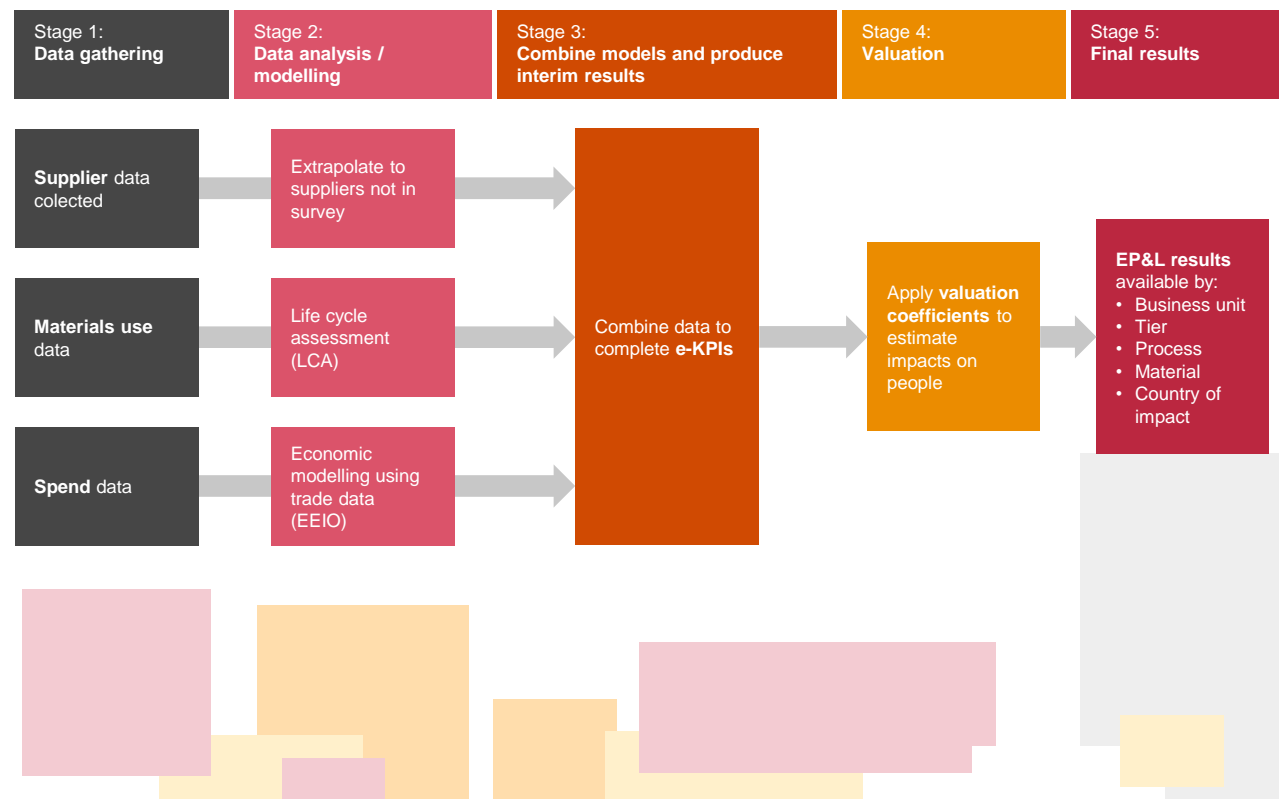 Stage 1:
Data gathering
Stage 2:
Data analysis /
modelling
Stage 3:
Combine models and produce
interim results
Stage 4:
Valuation
Stage 5:
Final results
Supplier data
colected
Extrapolate to
suppliers not in
survey
Materials use
data
Life cycle
assessment
(LCA)
Spend data
Economic
modelling using
trade data
(EEIO)
Combine data to
complete e-KPIs
Apply valuation
coefficients to
estimate
impacts on
people
EP&L results
available by:
• Business unit
• Tier
• Process
• Material
• Country of
impact